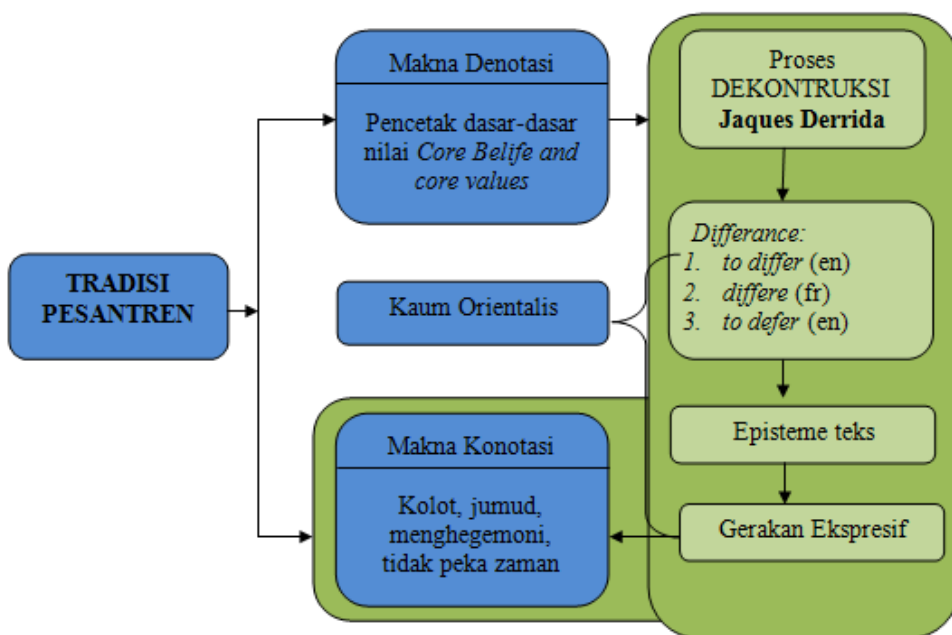 TRADISI
PESANTREN
Makna Denotasi
Pencetak dasar-dasar
nilai Core Belife and
core values
Kaum Orientalis
Makna Konotasi
Kolot, jumud,
menghegemoni,
tidak peka zaman
Proses
DEKONTRUKSI
Jaques Derrida
Differance:
1. to differ (en)
2. differe (fr)
3. to defer (en)
Episteme teks
Gerakan Ekspresif